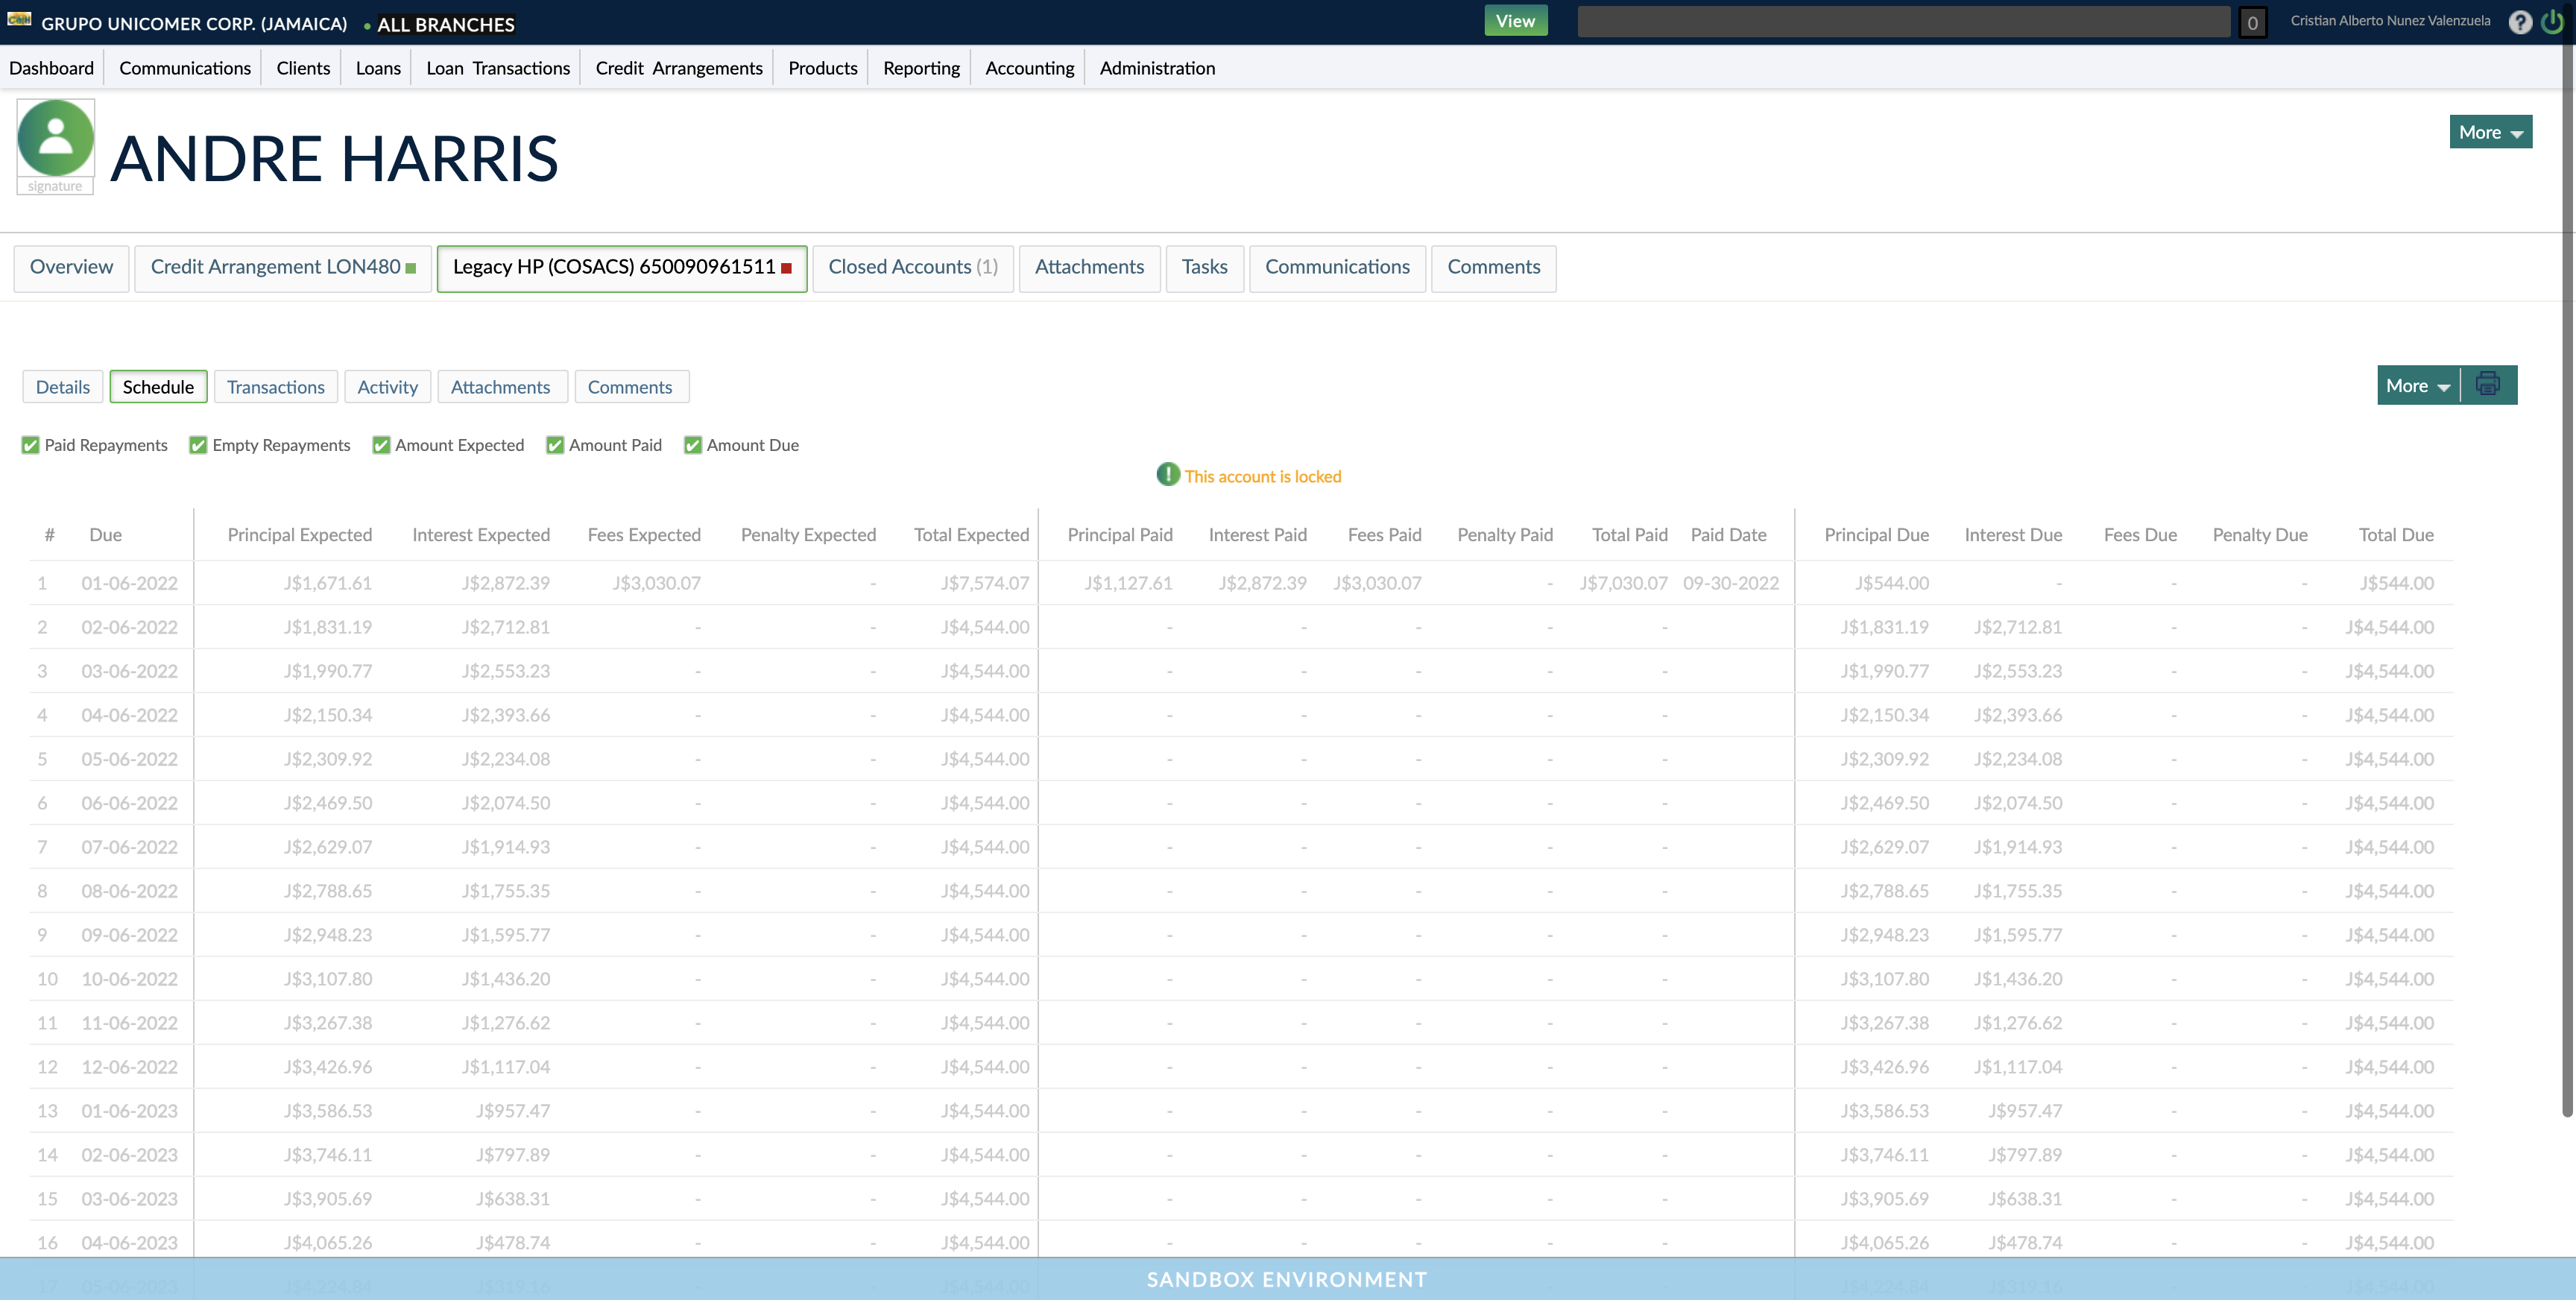 GRUPO UNICOMER CORP. (JAMAICA) • ALL BRANCHES View 0 Cristian Alberto Nunez Valenzuela ?
Dashboard Communications Clients Loans Loan Transactions Credit Arrangements Products Reporting Accounting Administration
signature
ANDRE HARRIS
More
Overview Credit Arrangement LON480 Legacy HP (COSACS) 650090961511 Closed Accounts (1) Attachments Tasks Communications Comments
Details Schedule Transactions Activity Attachments Comments More
Paid Repayments Empty Repayments Amount Expected Amount Paid Amount Due
This account is locked
# Due Principal Expected Interest Expected Fees Expected Penalty Expected Total Expected Principal Paid Interest Paid Fees Paid Penalty Paid Total Paid Paid Date Principal Due Interest Due Fees Due Penalty Due Total Due
1 01-06-2022 J$1,671.61 J$2,872.39 J$3,030.07 - J$7,574.07 J$1,127.61 J$2,872.39 J$3,030.07 - J$7,030.07 09-30-2022 J$544.00 - - - J$544.00
2 02-06-2022 J$1,831.19 J$2,712.81 - - J$4,544.00 - - - - - J$1,831.19 J$2,712.81 - - J$4,544.00
3 03-06-2022 J$1,990.77 J$2,553.23 - - J$4,544.00 - - - - - J$1,990.77 J$2,553.23 - - J$4,544.00
4 04-06-2022 J$2,150.34 J$2,393.66 - - J$4,544.00 - - - - - J$2,150.34 J$2,393.66 - - J$4,544.00
5 05-06-2022 J$2,309.92 J$2,234.08 - - J$4,544.00 - - - - - J$2,309.92 J$2,234.08 - - J$4,544.00
6 06-06-2022 J$2,469.50 J$2,074.50 - - J$4,544.00 - - - - - J$2,469.50 J$2,074.50 - - J$4,544.00
7 07-06-2022 J$2,629.07 J$1,914.93 - - J$4,544.00 - - - - - J$2,629.07 J$1,914.93 - - J$4,544.00
8 08-06-2022 J$2,788.65 J$1,755.35 - - J$4,544.00 - - - - - J$2,788.65 J$1,755.35 - - J$4,544.00
9 09-06-2022 J$2,948.23 J$1,595.77 - - J$4,544.00 - - - - - J$2,948.23 J$1,595.77 - - J$4,544.00
10 10-06-2022 J$3,107.80 J$1,436.20 - - J$4,544.00 - - - - - J$3,107.80 J$1,436.20 - - J$4,544.00
11 11-06-2022 J$3,267.38 J$1,276.62 - - J$4,544.00 - - - - - J$3,267.38 J$1,276.62 - - J$4,544.00
12 12-06-2022 J$3,426.96 J$1,117.04 - - J$4,544.00 - - - - - J$3,426.96 J$1,117.04 - - J$4,544.00
13 01-06-2023 J$3,586.53 J$957.47 - - J$4,544.00 - - - - - J$3,586.53 J$957.47 - - J$4,544.00
14 02-06-2023 J$3,746.11 J$797.89 - - J$4,544.00 - - - - - J$3,746.11 J$797.89 - - J$4,544.00
15 03-06-2023 J$3,905.69 J$638.31 - - J$4,544.00 - - - - - J$3,905.69 J$638.31 - - J$4,544.00
16 04-06-2023 J$4,065.26 J$478.74 - - J$4,544.00 - - - - - J$4,065.26 J$478.74 - - J$4,544.00
17 05-06-2023 J$4,224.84 J$319.16 J$4,544.00 J$4,224.84 J$319.16 J$4,544.00
SANDBOX ENVIRONMENT